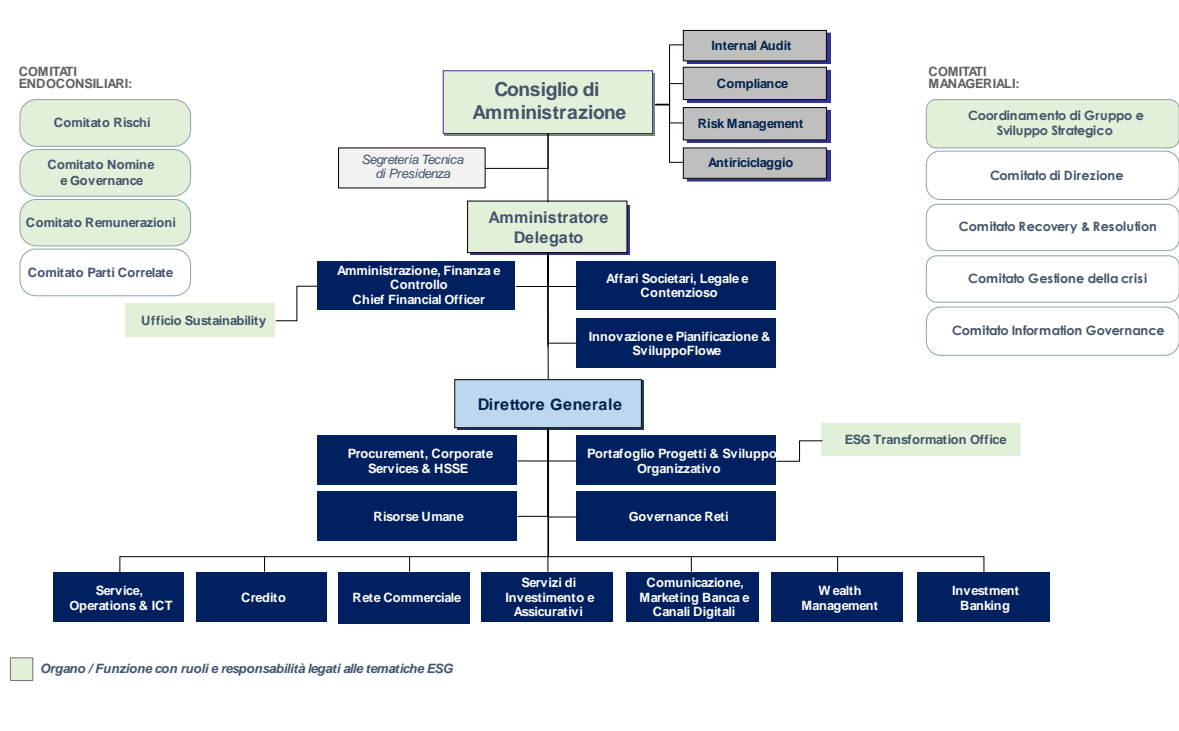 COMITATI
ENDOCONSILIARI:
Comitato Rischi
Comitato Nomine
e Governance
Comitato Remunerazioni
Comitato Parti Correlate
Consiglio di
Amministrazione
Internal Audit
Compliance
Risk Management
Antiriciclaggio
COMITATI
MANAGERIALI:
Coordinamento di Gruppo e
Sviluppo Strategico
Comitato di Direzione
Comitato Recovery & Resolution
Comitato Gestione della crisi
Comitato Information Governance
Segreteria Tecnica
di Presidenza
Amministratore
Delegato
Amministrazione, Finanza e
Controllo
Chief Financial Officer
Affari Societari, Legale e
Contenzioso
Ufficio Sustainability
Innovazione e Pianificazione &
SviluppoFlowe
Direttore Generale
Procurement, Corporate
Services & HSSE
Portafoglio Progetti & Sviluppo
Organizzativo
ESG Transformation Office
Risorse Umane
Governance Reti
Service,
Operations & ICT
Credito
Rete Commerciale
Servizi di
Investimento e
Assicurativi
Comunicazione,
Marketing Banca e
Canali Digitali
Wealth
Management
Investment
Banking
Organo / Funzione con ruoli e responsabilità legati alle tematiche ESG